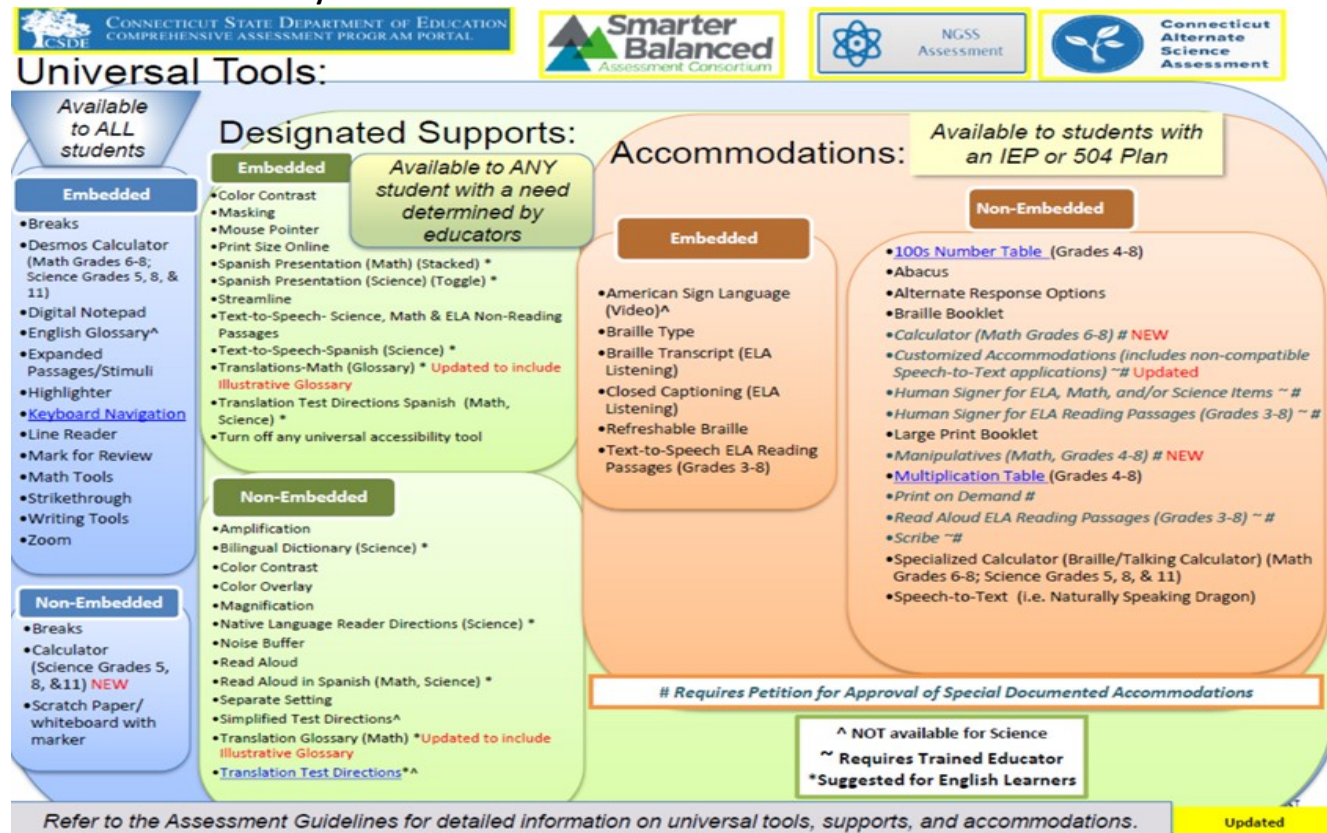 CSDE
CONNECTICUT STATE DEPARTMENT OF EDUCATION
COMPREHENSIVE ASSESSMENT PROGRAM PORTAL
Smarter
Balanced
Assessment Consortium
NGSS
Assessment
Connecticut
Alternate
Science
Assessment
Universal Tools:
Available
to ALL
students
Embedded
•Breaks
•Desmos Calculator
(Math Grades 6-8;
Science Grades 5, 8, &
11)
•Digital Notepad
•English Glossary^
•Expanded
Passages/Stimuli
•Highlighter
•Keyboard Navigation
•Line Reader
•Mark for Review
•Math Tools
•Strikethrough
•Writing Tools
•Zoom
Non-Embedded
•Breaks
•Calculator
(Science Grades 5,
8, &11) NEW
•Scratch Paper/
whiteboard with
marker
Designated Supports:
Embedded
Available to ANY
student with a need
determined by
educators
•Color Contrast
•Masking
•Mouse Pointer
•Print Size Online
•Spanish Presentation (Math) (Stacked) *
•Spanish Presentation (Science) (Toggle) *
•Streamline
•Text-to-Speech- Science, Math & ELA Non-Reading
Passages
•Text-to-Speech-Spanish (Science) *
•Translations-Math (Glossary) * Updated to include
Illustrative Glossary
•Translation Test Directions Spanish (Math,
Science) *
•Turn off any universal accessibility tool
Non-Embedded
•Amplification
•Bilingual Dictionary (Science) *
•Color Contrast
•Color Overlay
•Magnification
•Native Language Reader Directions (Science) *
•Noise Buffer
•Read Aloud
•Read Aloud in Spanish (Math, Science) *
•Separate Setting
•Simplified Test Directions^
•Translation Glossary (Math) *Updated to include
Illustrative Glossary
•Translation Test Directions*^
Accommodations:
Available to students with
an IEP or 504 Plan
Embedded
•American Sign Language
(Video)^
•Braille Type
•Braille Transcript (ELA
Listening)
•Closed Captioning (ELA
Listening)
•Refreshable Braille
•Text-to-Speech ELA Reading
Passages (Grades 3-8)
Non-Embedded
•100s Number Table (Grades 4-8)
•Abacus
•Alternate Response Options
•Braille Booklet
•Calculator (Math Grades 6-8) # NEW
•Customized Accommodations (includes non-compatible
Speech-to-Text applications) ~# Updated
•Human Signer for ELA, Math, and/or Science Items ~ #
•Human Signer for ELA Reading Passages (Grades 3-8) ~ #
•Large Print Booklet
•Manipulatives (Math, Grades 4-8) # NEW
•Multiplication Table (Grades 4-8)
•Print on Demand #
•Read Aloud ELA Reading Passages (Grades 3-8) ~ #
•Scribe ~#
•Specialized Calculator (Braille/Talking Calculator) (Math
Grades 6-8; Science Grades 5, 8, & 11)
•Speech-to-Text (i.e. Naturally Speaking Dragon)
# Requires Petition for Approval of Special Documented Accommodations
^ NOT available for Science
~ Requires Trained Educator
*Suggested for English Learners
Refer to the Assessment Guidelines for detailed information on universal tools, supports, and accommodations.
Updated